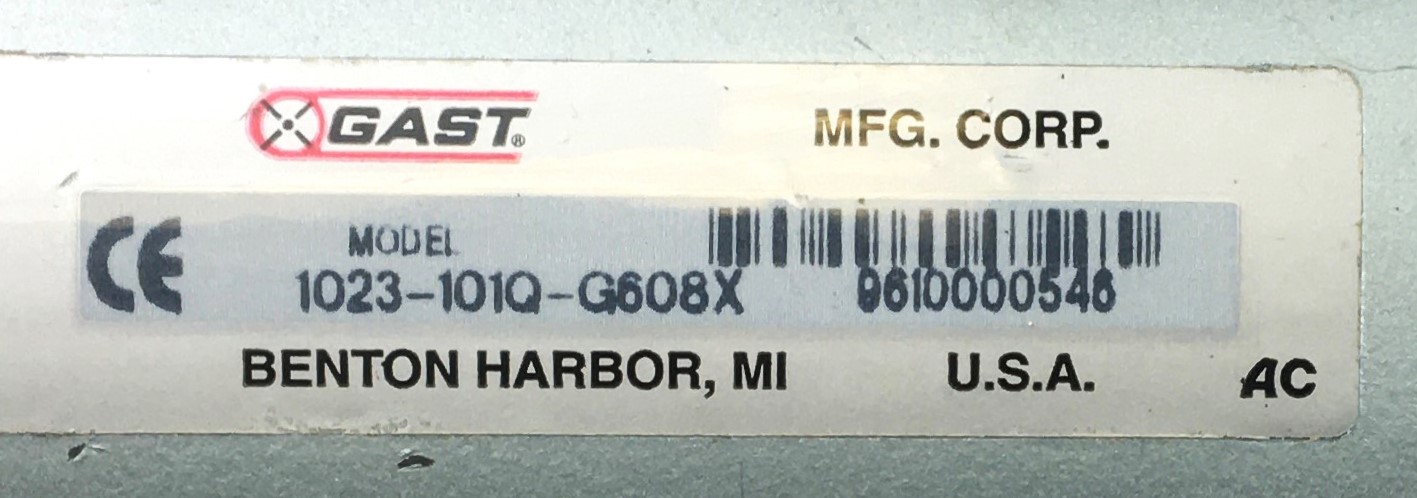 GAST® MFG. CORP.
CE MODEL
1023-101Q-G608X 9610000546
BENTON HARBOR, MI U.S.A. AC